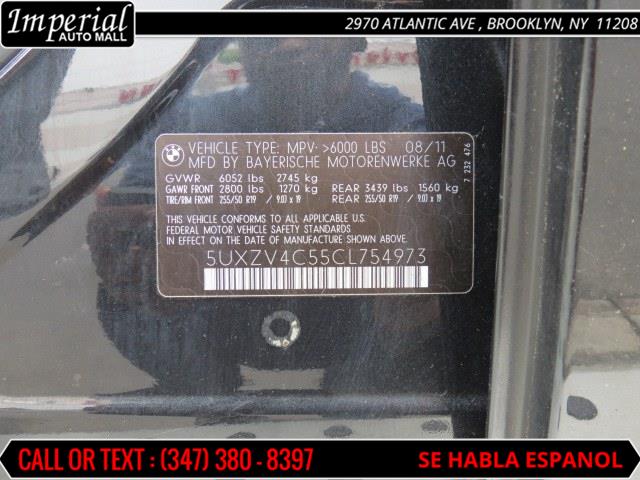 Imperial
AUTO MALL
2970 ATLANTIC AVE , BROOKLYN, NY 11208
VEHICLE TYPE: MPV- >6000 LBS 08/11
MFD BY BAYERISCHE MOTORENWERKE AG
GVWR 6052 lbs 2745 kg
GAWR FRONT 2800 lbs 1270 kg REAR 3439 lbs 1560 kg
TIRE/RIM FRONT 255/50 R19 / 9.0J x 19 REAR 255/50 R19 / 9.0J x 19
THIS VEHICLE CONFORMS TO ALL APPLICABLE U.S.
FEDERAL MOTOR VEHICLE SAFETY STANDARDS
IN EFFECT ON THE DATE OF MANUFACTURE SHOWN ABOVE.
5UXZV4C55CL754973
7 232 476
CALL OR TEXT : (347) 380 - 8397
SE HABLA ESPANOL